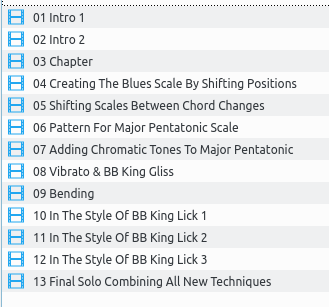 01 Intro 1
02 Intro 2
03 Chapter
04 Creating The Blues Scale By Shifting Positions
05 Shifting Scales Between Chord Changes
06 Pattern For Major Pentatonic Scale
07 Adding Chromatic Tones To Major Pentatonic
08 Vibrato & BB King Gliss
09 Bending
10 In The Style Of BB King Lick 1
11 In The Style Of BB King Lick 2
12 In The Style Of BB King Lick 3
13 Final Solo Combining All New Techniques